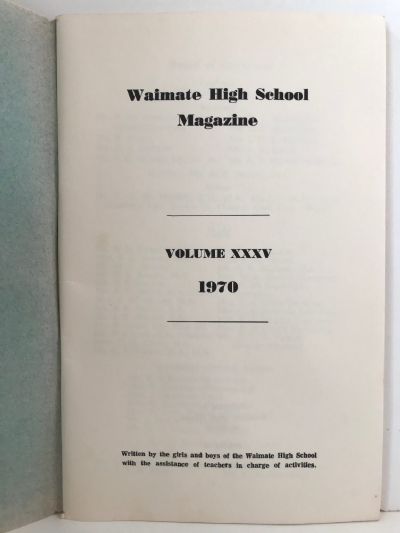 Waimate High School
Magazine
VOLUME XXXV
1970
Written by the girls and boys of the Waimate High School
with the assistance of teachers in charge of activities.